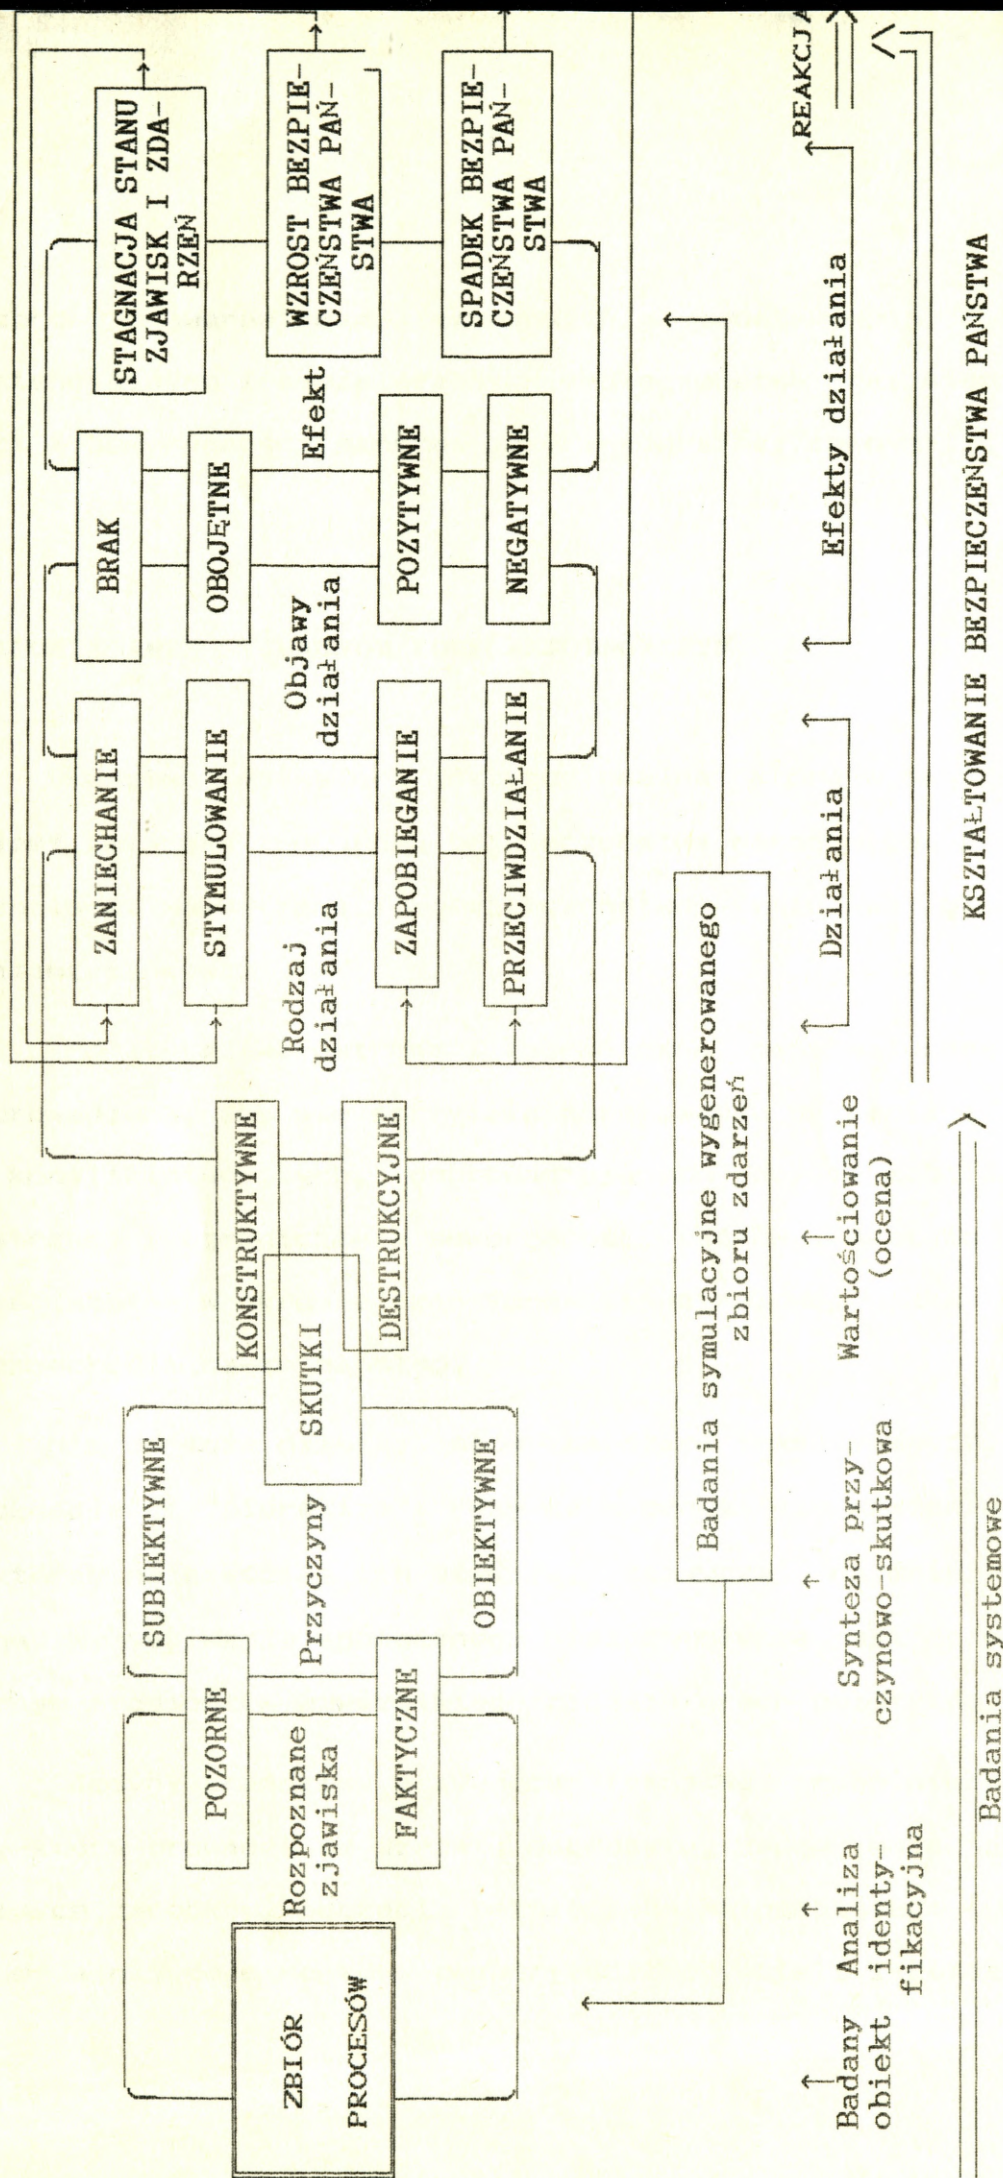 ZBIÓR
PROCESÓW
POZORNE
Rozpoznane
zjawiska
FAKTYCZNE
SUBIEKTYWNE
Przyczyny
OBIEKTYWNE
SKUTKI
KONSTRUKTYWNE
DESTRUKCYJNE
Rodzaj
działania
ZANIECHANIE
STYMULOWANIE
ZAPOBIEGANIE
PRZECIWDZIAŁANIE
Objawy
działania
BRAK
OBOJĘTNE
POZYTYWNE
NEGATYWNE
Efekt
STAGNACJA STANU
ZJAWISK I ZDA-
RZEŃ
WZROST BEZPIE-
CZEŃSTWA PAŃ-
STWA
SPADEK BEZPIE-
CZEŃSTWA PAŃ-
STWA
Badania symulacyjne wygenerowanego
zbioru zdarzeń
Badany
obiekt
Analiza
identy-
fikacyjna
Synteza przy-
czynowo-skutkowa
Wartościowanie
(ocena)
Działania
Efekty działania
REAKCJA
Badania systemowe
KSZTAŁTOWANIE BEZPIECZEŃSTWA PAŃSTWA